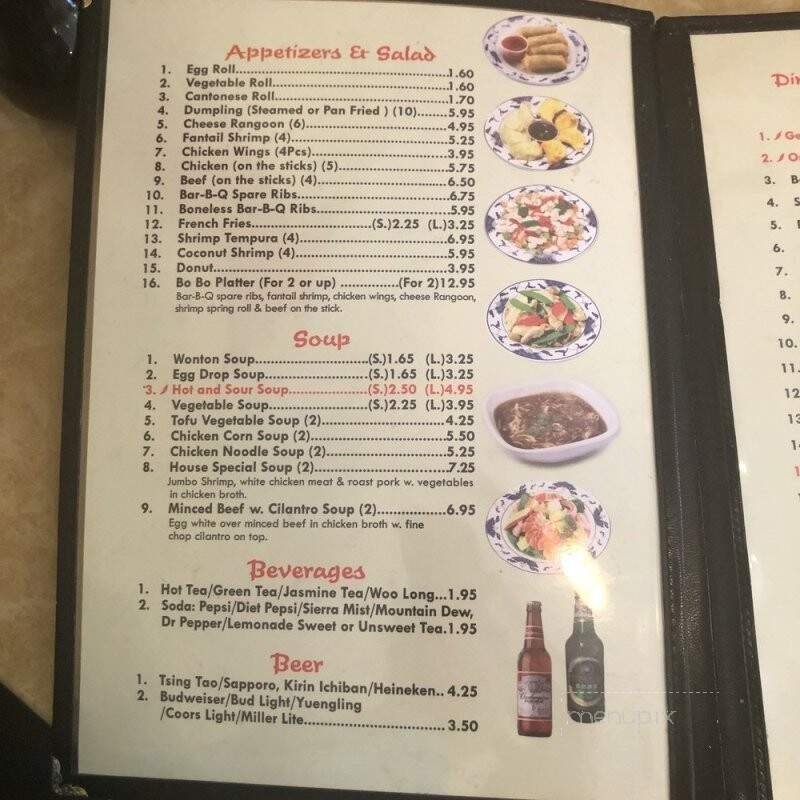 Appetizers & Salad
1. Egg Roll...1.60
2. Vegetable Roll...1.60
3. Cantonese Roll...1.70
4. Dumpling (Steamed or Pan Fried ) (10)...5.95
5. Cheese Rangoon (6)...4.95
6. Fantail Shrimp (4)...5.25
7. Chicken Wings (4Pcs)...3.95
8. Chicken (on the sticks) (5)...5.75
9. Beef (on the sticks) (4)...6.50
10. Bar-B-Q Spare Ribs...6.75
11. Boneless Bar-B-Q Ribs...5.95
12. French Fries...(S.)2.25 (L.)3.25
13. Shrimp Tempura (4)...6.95
14. Coconut Shrimp (4)...5.95
15. Donut...3.95
16. Bo Bo Platter (For 2 or up) ...(For 2)12.95
Bar-B-Q spare ribs, fantail shrimp, chicken wings, cheese Rangoon,
shrimp spring roll & beef on the stick.
Soup
1. Wonton Soup...(S.)1.65 (L.)3.25
2. Egg Drop Soup...(S.)1.65 (L.)3.25
3. Hot and Sour Soup...(S.)2.50 (L.)4.95
4. Vegetable Soup...(S.)2.25 (L.)3.95
5. Tofu Vegetable Soup (2)...4.25
6. Chicken Corn Soup (2)...5.50
7. Chicken Noodle Soup (2)...5.25
8. House Special Soup (2)...7.25
Jumbo Shrimp, white chicken meat & roast pork w. vegetables
in chicken broth.
9. Minced Beef w. Cilantro Soup (2)...6.95
Egg white over minced beef in chicken broth w. fine
chop cilantro on top.
Beverages
1. Hot Tea/Green Tea/Jasmine Tea/Woo Long...1.95
2. Soda: Pepsi/Diet Pepsi/Sierra Mist/Mountain Dew,
Dr Pepper/Lemonade Sweet or Unsweet Tea.1.95
Beer
1. Tsing Tao/Sapporo, Kirin Ichiban/Heineken.. 4.25
2. Budweiser/Bud Light/Yuengling
/Coors Light/Miller Lite...3.50
menupix
1.
2.
3.
4.
5.
6.
7.
8.
9.
10.
11.
12
13